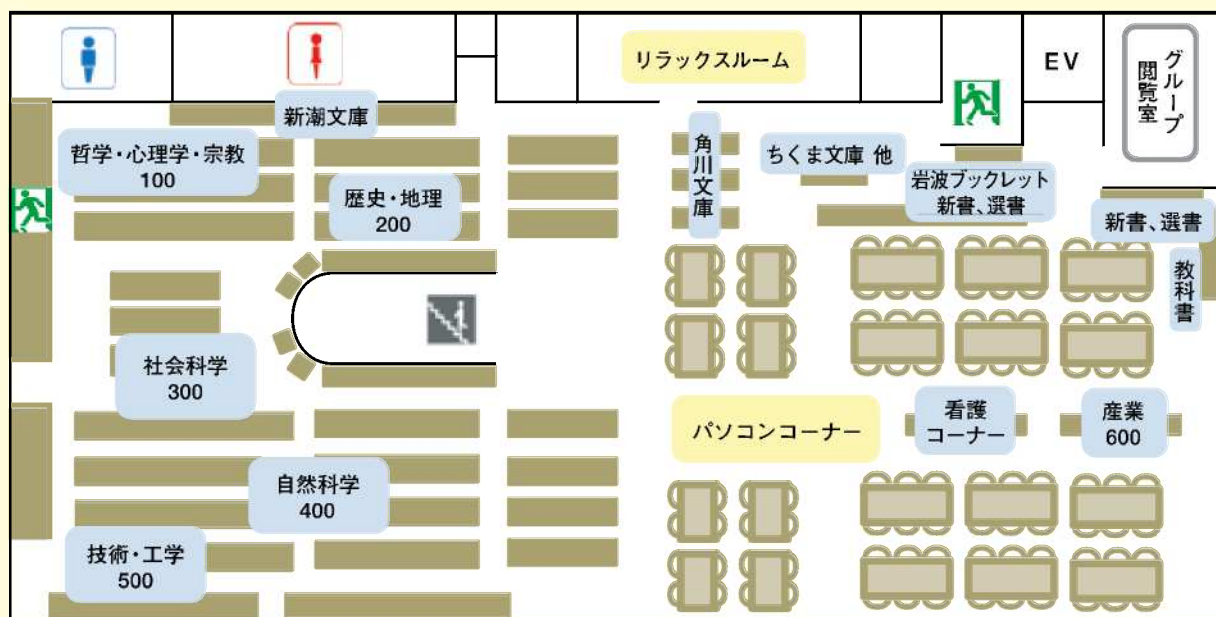 リラックスルーム
EV
グループ
閲覧室
新潮文庫
哲学・心理学・宗教
100
角川文庫
ちくま文庫 他
岩波ブックレット
新書、選書
歴史・地理
200
新書、選書
教科書
社会科学
300
パソコンコーナー
看護
コーナー
産業
600
自然科学
400
技術・工学
500